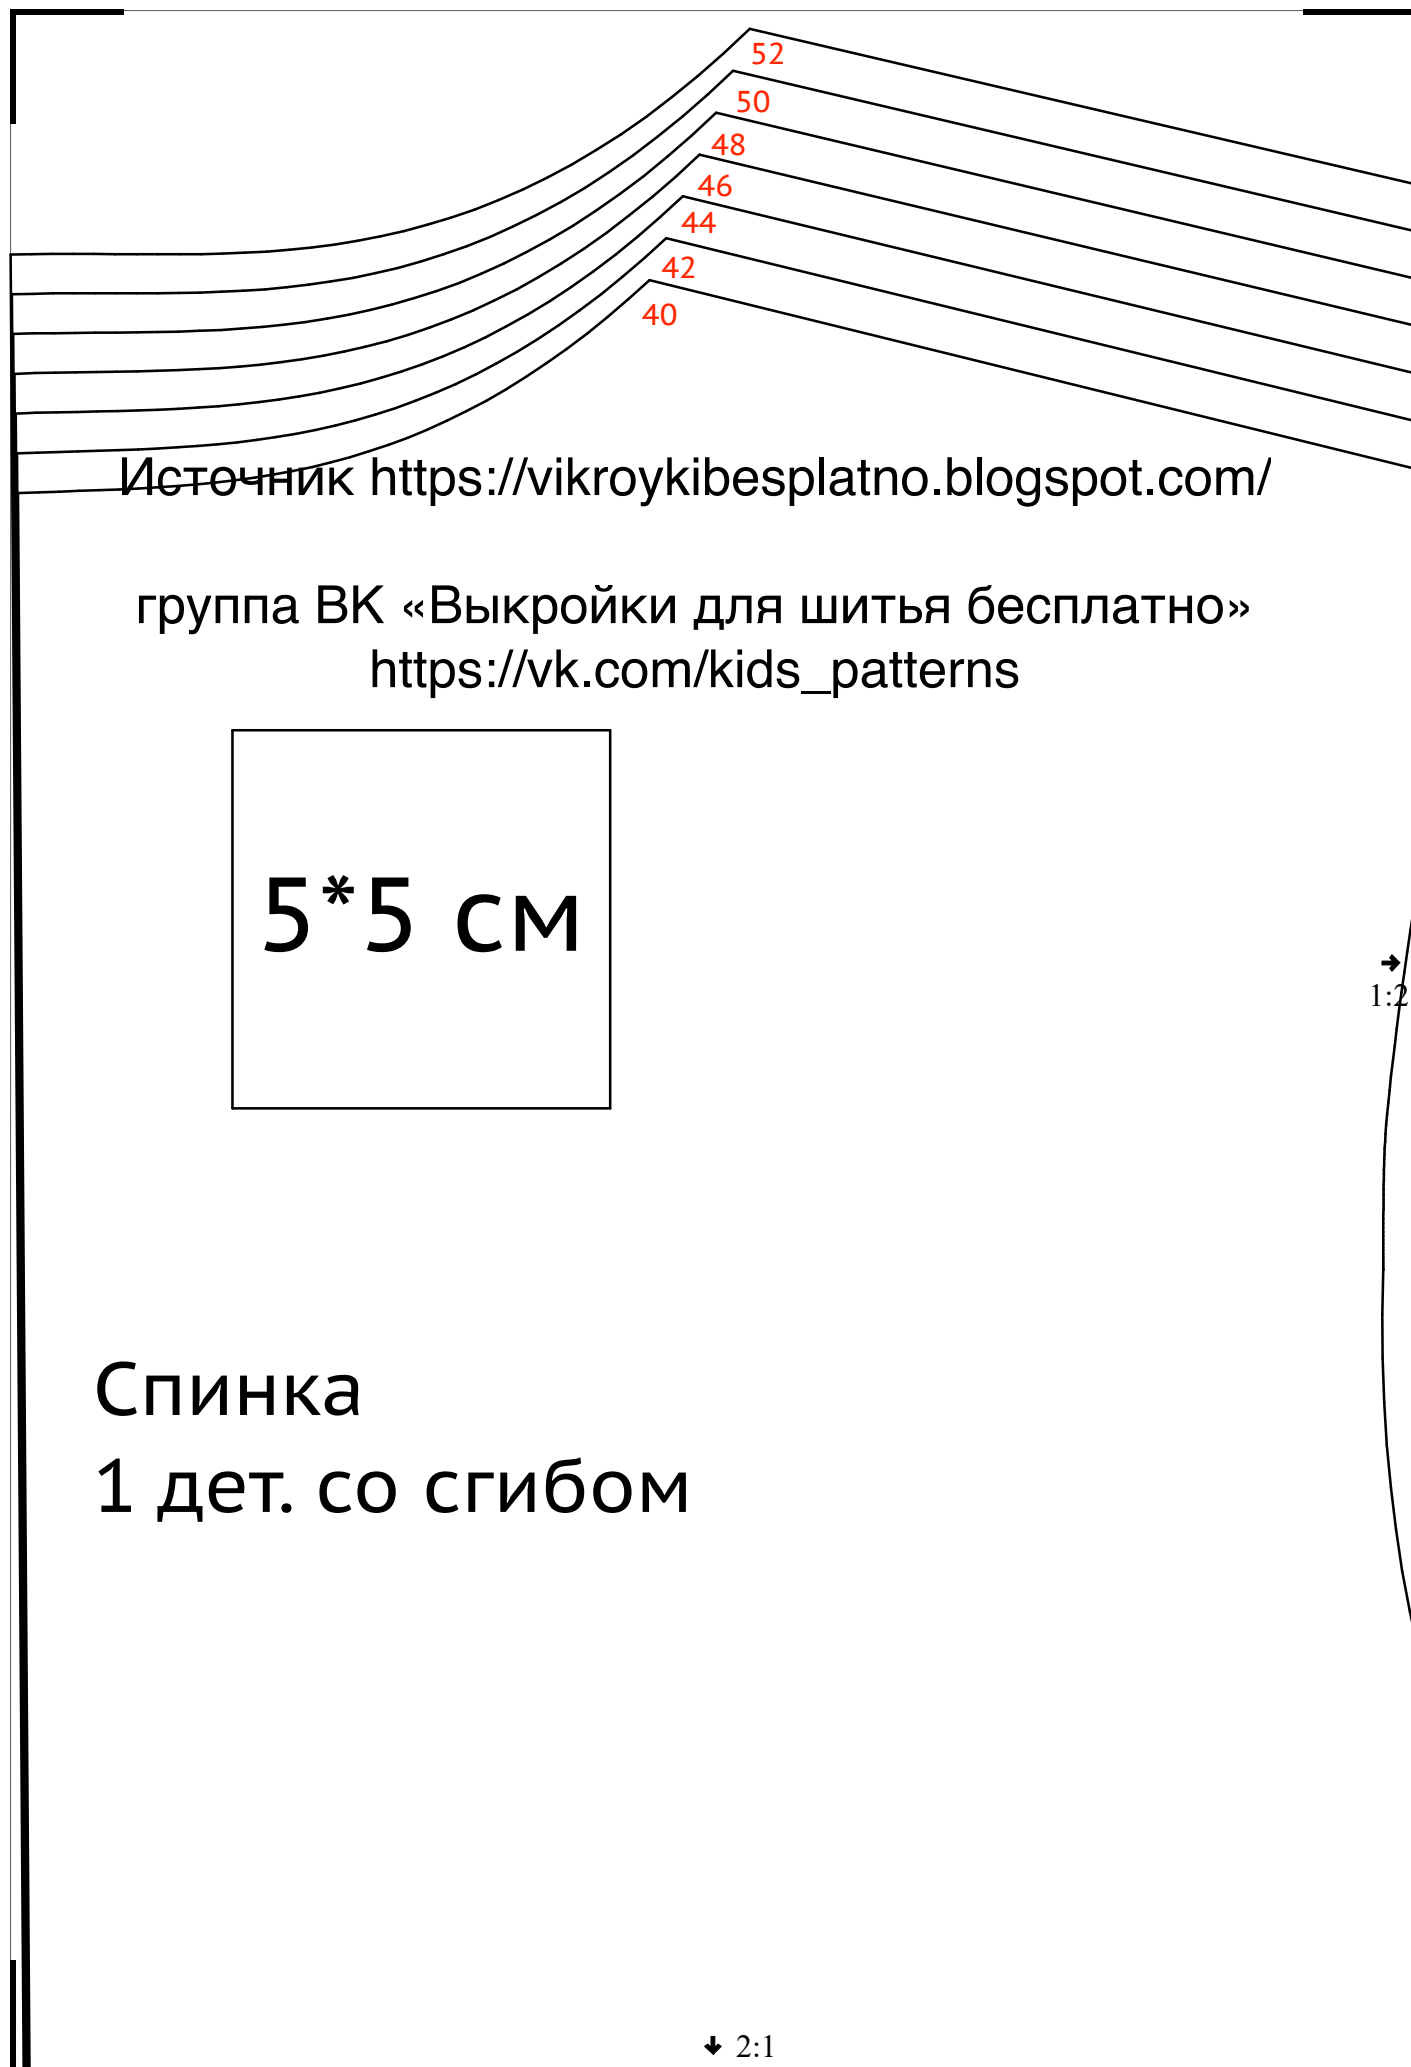 52
50
48
46
44
42
40
Источник https://vikroykibesplatno.blogspot.com/
группа ВК «Выкройки для шитья бесплатно»
https://vk.com/kids_patterns
5*5 см
➜
1:2
Спинка
1 дет. со сгибом
🡓 2:1